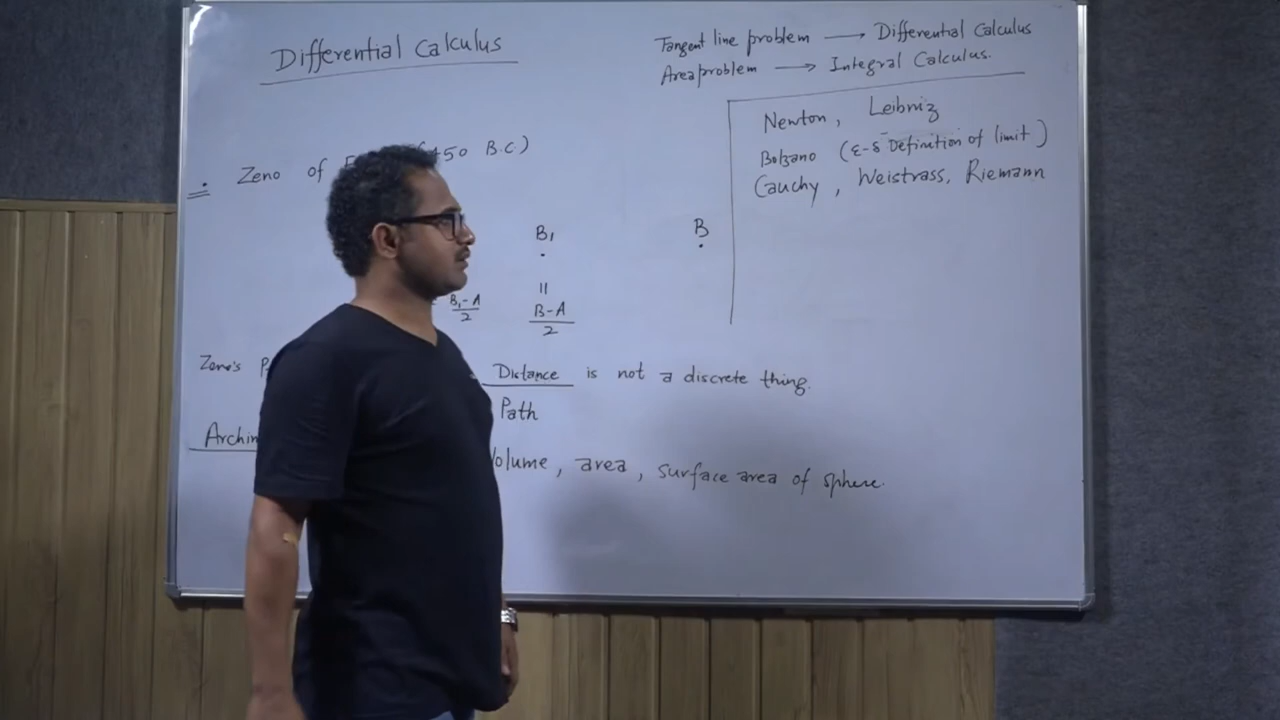 Differential Calculus
Tangent line problem → Differential Calculus
Area problem → Integral Calculus.
Newton, Leibniz
Bolzano (ε-δ Definition of limit)
Cauchy, Weistrass, Riemann
Zeno of 450 B.C)
B₁
B
=
B₁-A / 2
B-A / 2
Zeno's
Distance is not a discrete thing.
Path
Volume, area, surface area of sphere.